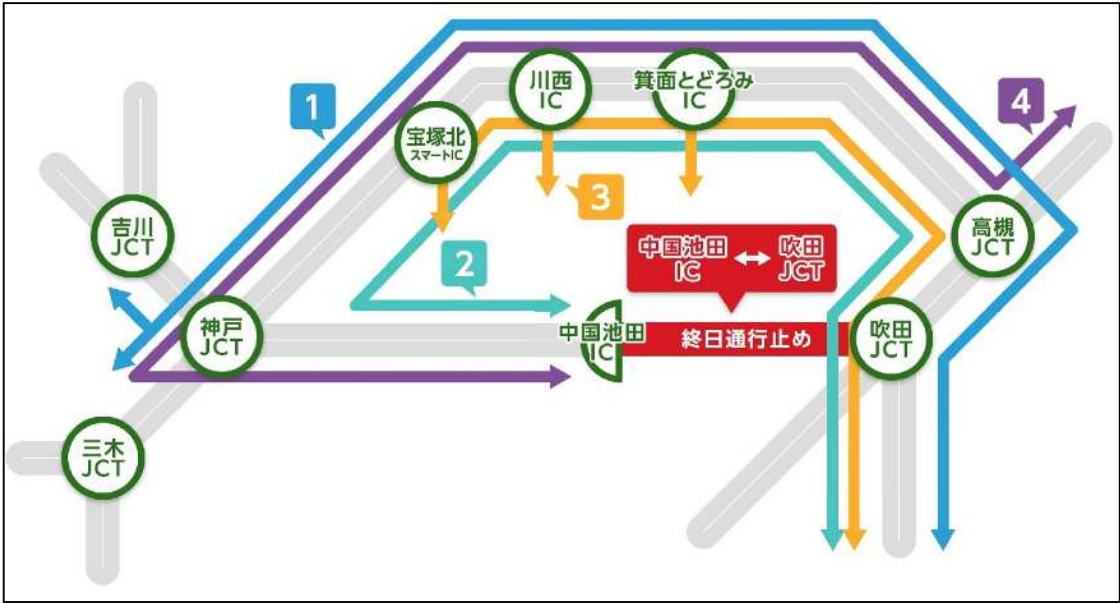 川西
IC
箕面とどろみ
IC
1
4
宝塚北
スマートIC
3
吉川
JCT
高槻
JCT
2
中国池田
IC
吹田
JCT
神戸
JCT
中国池田
IC
終日通行止め
吹田
JCT
三木
JCT